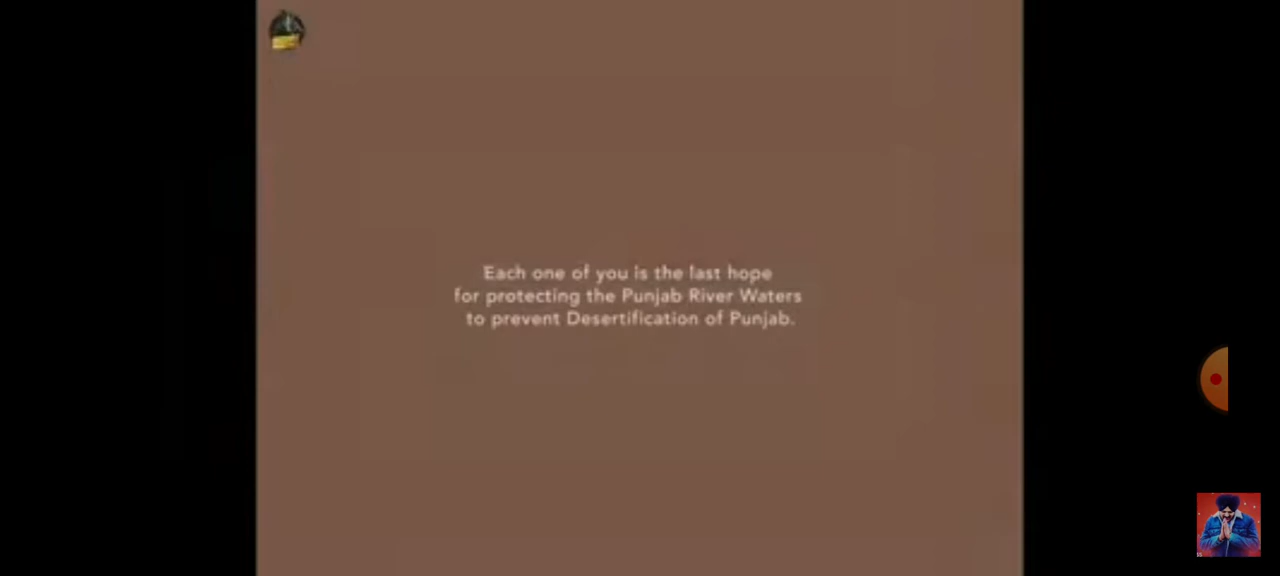 Each one of you is the last hope
for protecting the Punjab River Waters
to prevent Desertification of Punjab.